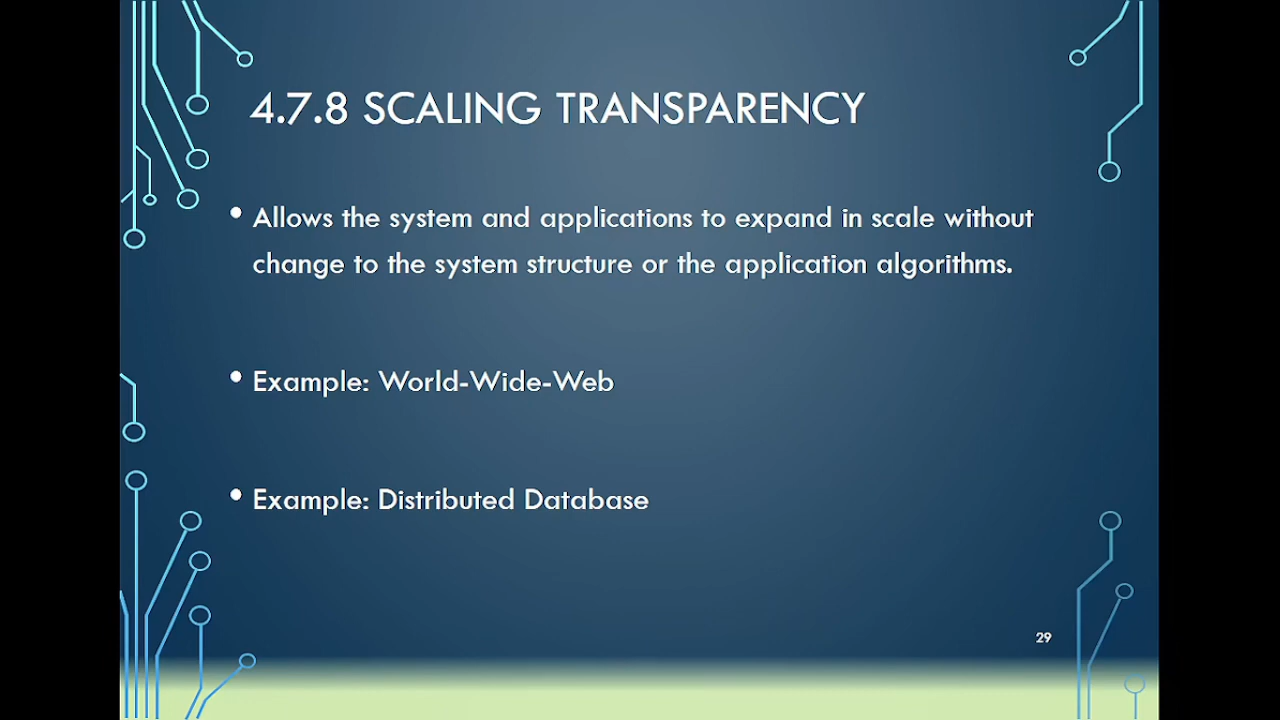 4.7.8 SCALING TRANSPARENCY
• Allows the system and applications to expand in scale without
change to the system structure or the application algorithms.
• Example: World-Wide-Web
• Example: Distributed Database
29